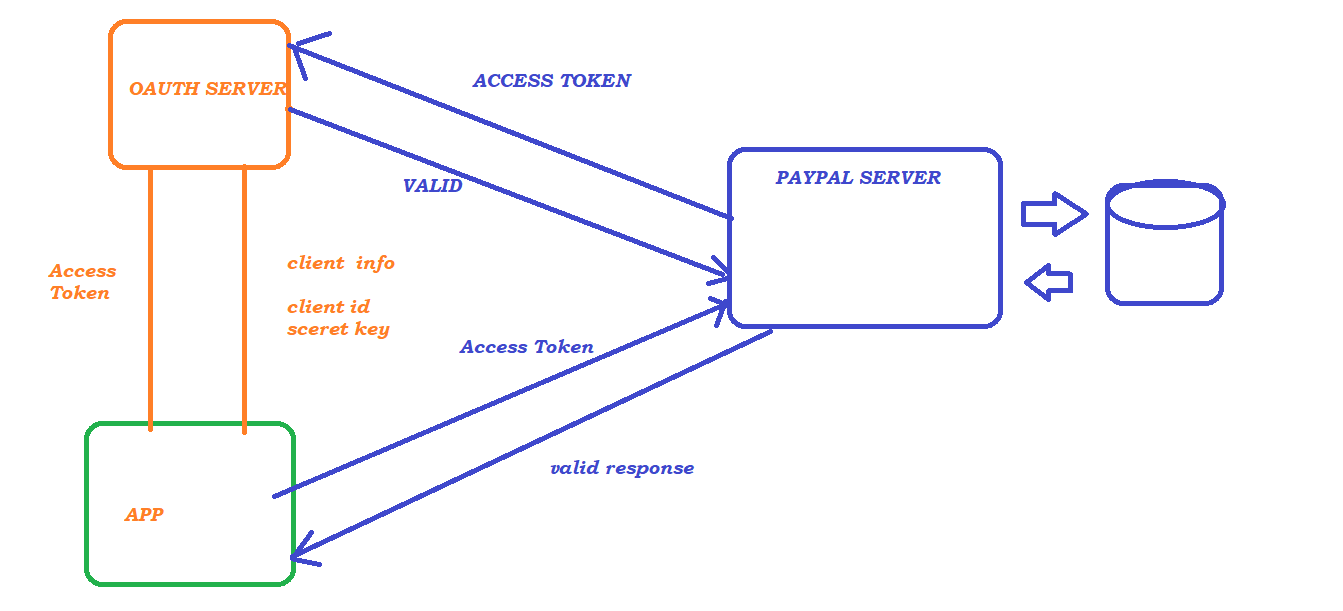 OAUTH SERVER
ACCESS TOKEN
VALID
PAYPAL SERVER
Access
Token
client info
client id
sceret key
Access Token
valid response
APP